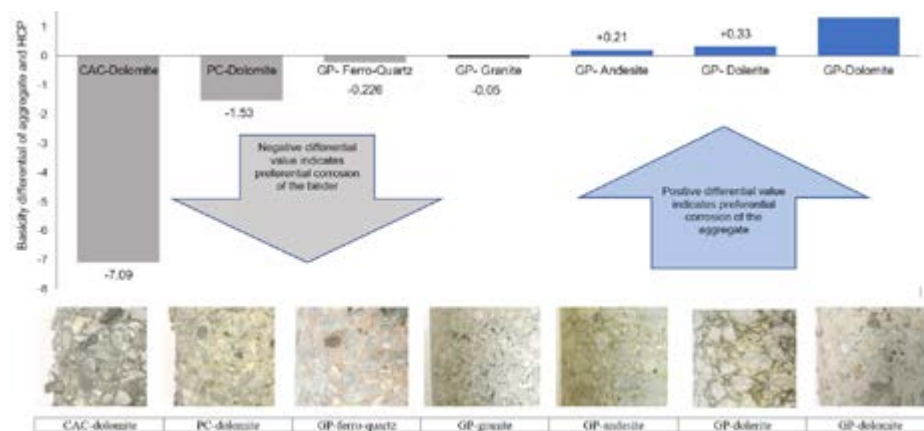 Basicity differential of aggregate and HCP
1
0
-1
-2
-3
-4
-5
-6
-7
-8
CAC-Dolomite
-7.09
PC-Dolomite
-1.53
GP- Ferro-Quartz
-0.226
GP- Granite
-0.05
+0.21
GP- Andesite
+0.33
GP- Dolerite
GP-Dolomite
Negative differential
value indicates
preferential corrosion
of the binder
Positive differential value
indicates preferential
corrosion of the
aggregate
CAC-dolomite PC-dolomite GP-ferro-quartz GP-granite GP-andesite GP-dolerite GP-dolomite